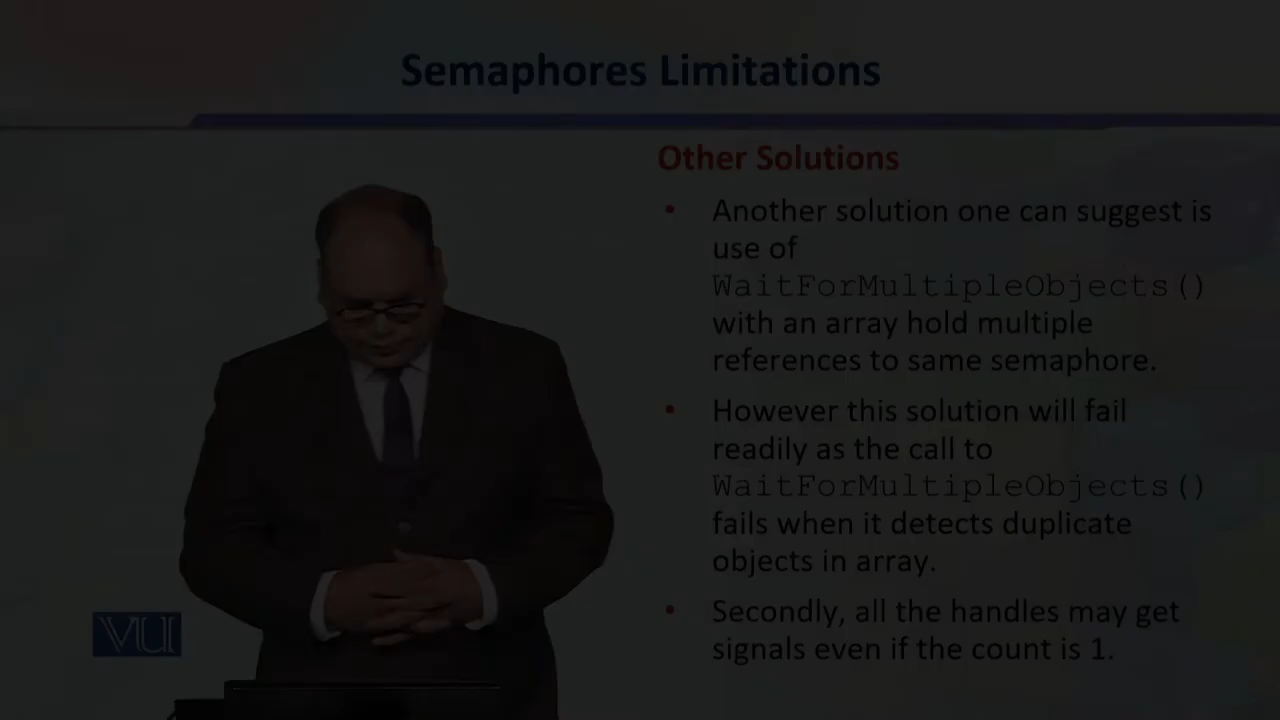 Semaphores Limitations
Other Solutions
• Another solution one can suggest is
use of
WaitForMultipleObjects()
with an array hold multiple
references to same semaphore.
• However this solution will fail
readily as the call to
WaitForMultipleObjects()
fails when it detects duplicate
objects in array.
• Secondly, all the handles may get
signals even if the count is 1.
VU